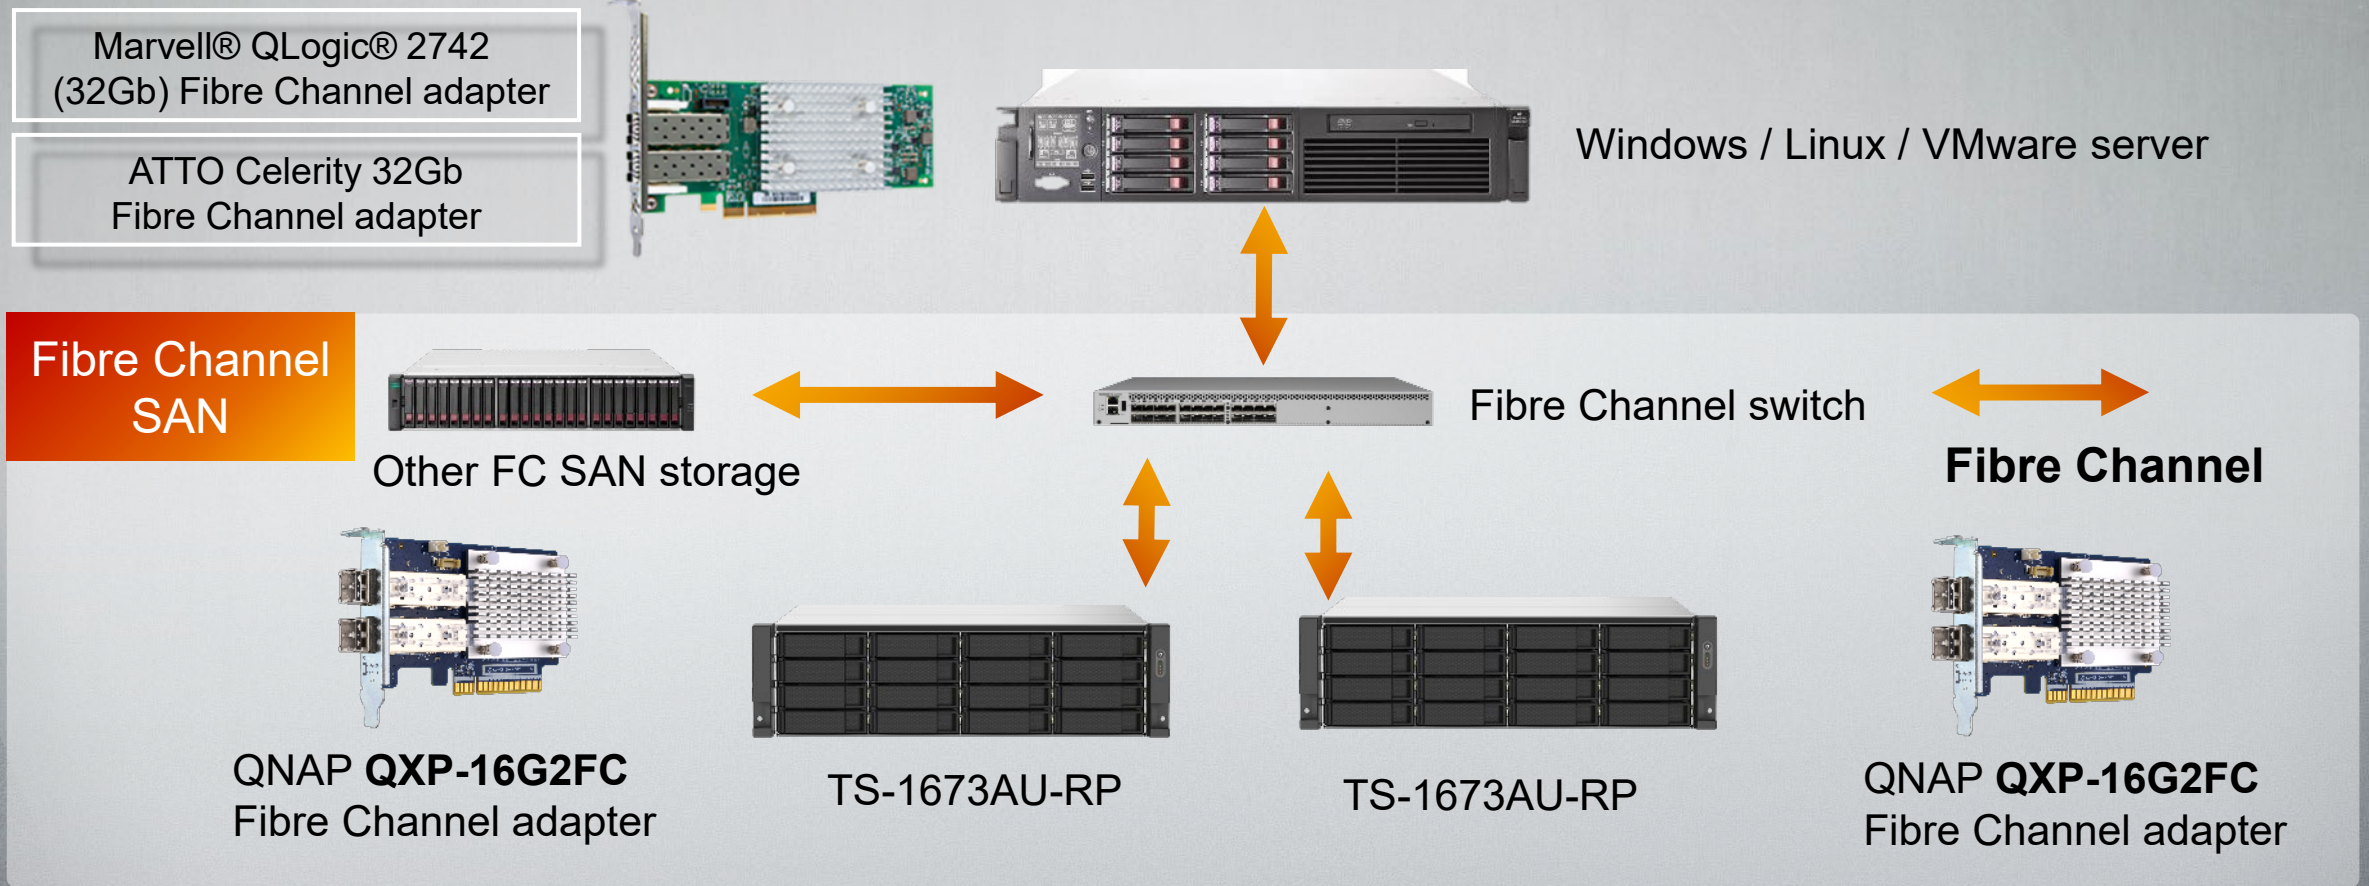 Marvell® QLogic® 2742
(32Gb) Fibre Channel adapter
ATTO Celerity 32Gb
Fibre Channel adapter
Windows / Linux / VMware server
Fibre Channel
SAN
Other FC SAN storage
Fibre Channel switch
Fibre Channel
QNAP QXP-16G2FC
Fibre Channel adapter
TS-1673AU-RP
TS-1673AU-RP
QNAP QXP-16G2FC
Fibre Channel adapter